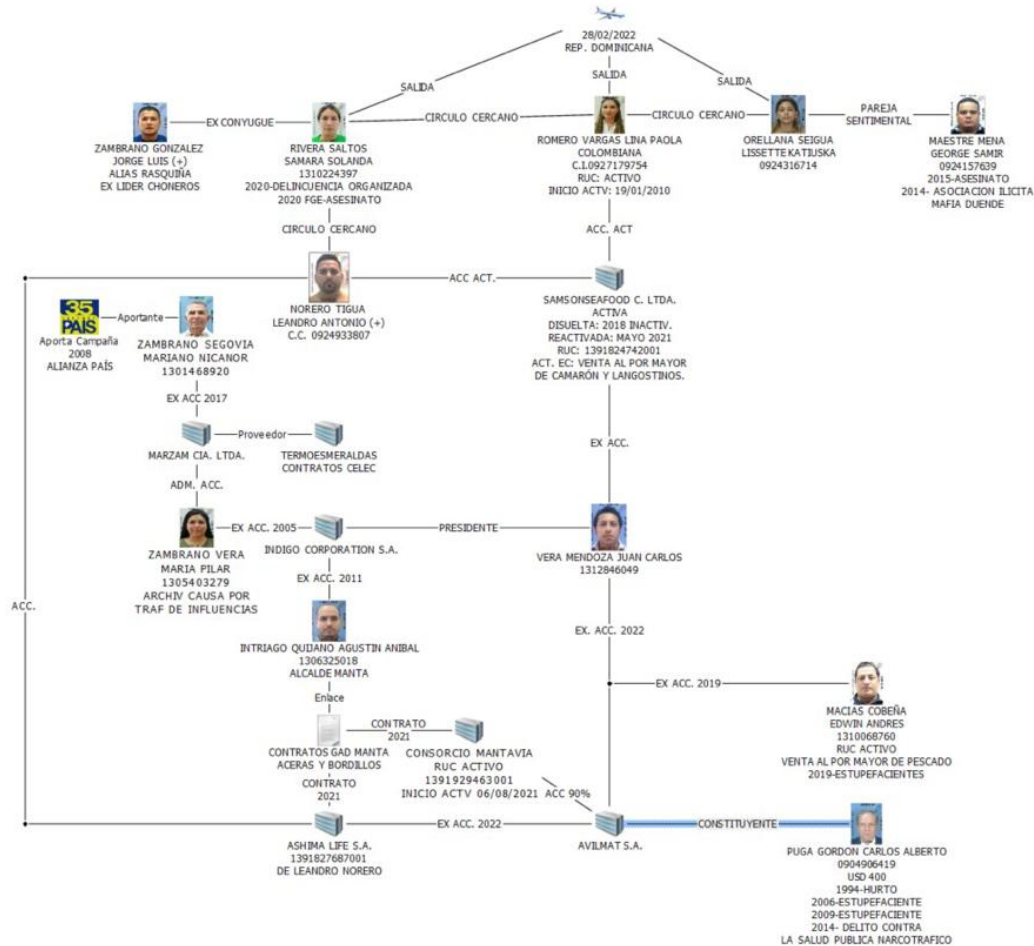 28/02/2022
REP. DOMINICANA
SALIDA
SALIDA
SALIDA
EX CONYUGUE
CIRCULO CERCANO
CIRCULO CERCANO
PAREJA
SENTIMENTAL
ZAMBRANO GONZALEZ
JORGE LUIS (+)
ALIAS RASQUIÑA
EX LIDER CHONEROS
RIVERA SALTOS
SAMARA SOLANDA
1310224397
2020-DELINCUENCIA ORGANIZADA
2020 FGE-ASESINATO
ROMERO VARGAS LINA PAOLA
COLOMBIANA
C.I.0927179754
RUC: ACTIVO
INICIO ACTV: 19/01/2010
ORELLANA SEIGUA
LISSETTE KATIUSKA
0924316714
MAESTRE MENA
GEORGE SAMIR
0924157639
2015-ASESINATO
2014- ASOCIACION ILICITA
MAFIA DUENDE
CIRCULO CERCANO
ACC. ACT
ACC ACT.
NORERO TIGUA
LEANDRO ANTONIO (+)
C.C. 0924933807
SAMSONSEAFOOD C. LTDA.
ACTIVA
DISUELTA: 2018 INACTIV.
REACTIVADA: MAYO 2021
RUC: 1391824742001
ACT. EC: VENTA AL POR MAYOR
DE CAMARÓN Y LANGOSTINOS.
35
PAÍS
Aporta Campaña
2008
ALIANZA PAÍS
Aportante
ZAMBRANO SEGOVIA
MARIANO NICANOR
1301468920
EX ACC 2017
MARZAM CIA. LTDA.
Proveedor
TERMOESMERALDAS
CONTRATOS CELEC
EX ACC.
ADM. ACC.
ZAMBRANO VERA
MARIA PILAR
1305403279
ARCHIV CAUSA POR
TRAF DE INFLUENCIAS
EX ACC. 2005
INDIGO CORPORATION S.A.
PRESIDENTE
VERA MENDOZA JUAN CARLOS
1312846049
ACC.
EX ACC. 2011
INTRIAGO QUIJANO AGUSTIN ANIBAL
1306325018
ALCALDE MANTA
EX. ACC. 2022
EX ACC. 2019
MACIAS COBEÑA
EDWIN ANDRES
1310068760
RUC ACTIVO
VENTA AL POR MAYOR DE PESCADO
2019-ESTUPEFACIENTES
Enlace
CONTRATOS GAD MANTA
ACERAS Y BORDILLOS
CONTRATO
2021
CONSORCIO MANTAVIA
RUC ACTIVO
1391929463001
INICIO ACTV 06/08/2021 ACC 90%
CONTRATO
2021
ASHIMA LIFE S.A.
1391827687001
DE LEANDRO NORERO
EX ACC. 2022
AVILMAT S.A.
CONSTITUYENTE
PUGA GORDON CARLOS ALBERTO
0904906419
USD 400
1994-HURTO
2006-ESTUPEFACIENTE
2009-ESTUPEFACIENTE
2014- DELITO CONTRA
LA SALUD PUBLICA NARCOTRAFICO